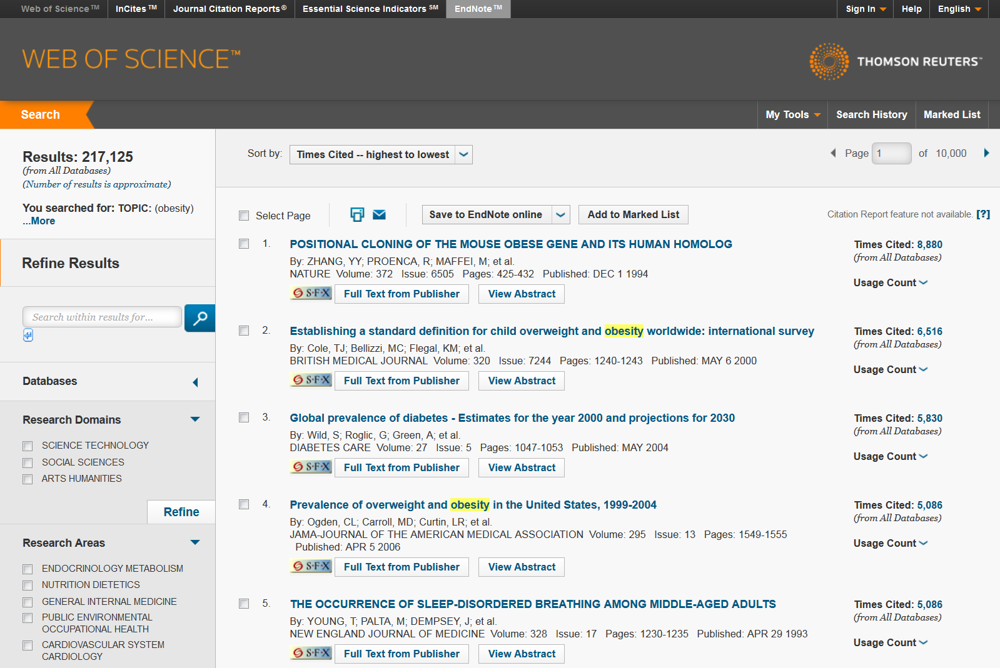 Web of Science™ InCites™ Journal Citation Reports® Essential Science Indicators SM EndNote™ Sign In Help English
WEB OF SCIENCE™
THOMSON REUTERS™
Search My Tools Search History Marked List
Results: 217,125
(from All Databases)
(Number of results is approximate)
You searched for: TOPIC: (obesity)
...More
Refine Results
Search within results for...
Databases
Research Domains
SCIENCE TECHNOLOGY
SOCIAL SCIENCES
ARTS HUMANITIES
Refine
Research Areas
ENDOCRINOLOGY METABOLISM
NUTRITION DIETETICS
GENERAL INTERNAL MEDICINE
PUBLIC ENVIRONMENTAL
OCCUPATIONAL HEALTH
CARDIOVASCULAR SYSTEM
CARDIOLOGY
Sort by: Times Cited -- highest to lowest Page 1 of 10,000
Select Page Save to EndNote online Add to Marked List Citation Report feature not available. [?]
1. POSITIONAL CLONING OF THE MOUSE OBESE GENE AND ITS HUMAN HOMOLOG
By: ZHANG, YY; PROENCA, R; MAFFEI, M; et al.
NATURE Volume: 372 Issue: 6505 Pages: 425-432 Published: DEC 1 1994
S·F·X Full Text from Publisher View Abstract
Times Cited: 8,880
(from All Databases)
Usage Count
2. Establishing a standard definition for child overweight and obesity worldwide: international survey
By: Cole, TJ; Bellizzi, MC; Flegal, KM; et al.
BRITISH MEDICAL JOURNAL Volume: 320 Issue: 7244 Pages: 1240-1243 Published: MAY 6 2000
S·F·X Full Text from Publisher View Abstract
Times Cited: 6,516
(from All Databases)
Usage Count
3. Global prevalence of diabetes - Estimates for the year 2000 and projections for 2030
By: Wild, S; Roglic, G; Green, A; et al.
DIABETES CARE Volume: 27 Issue: 5 Pages: 1047-1053 Published: MAY 2004
S·F·X Full Text from Publisher View Abstract
Times Cited: 5,830
(from All Databases)
Usage Count
4. Prevalence of overweight and obesity in the United States, 1999-2004
By: Ogden, CL; Carroll, MD; Curtin, LR; et al.
JAMA-JOURNAL OF THE AMERICAN MEDICAL ASSOCIATION Volume: 295 Issue: 13 Pages: 1549-1555
Published: APR 5 2006
S·F·X Full Text from Publisher View Abstract
Times Cited: 5,086
(from All Databases)
Usage Count
5. THE OCCURRENCE OF SLEEP-DISORDERED BREATHING AMONG MIDDLE-AGED ADULTS
By: YOUNG, T; PALTA, M; DEMPSEY, J; et al.
NEW ENGLAND JOURNAL OF MEDICINE Volume: 328 Issue: 17 Pages: 1230-1235 Published: APR 29 1993
S·F·X Full Text from Publisher View Abstract
Times Cited: 5,086
(from All Databases)
Usage Count